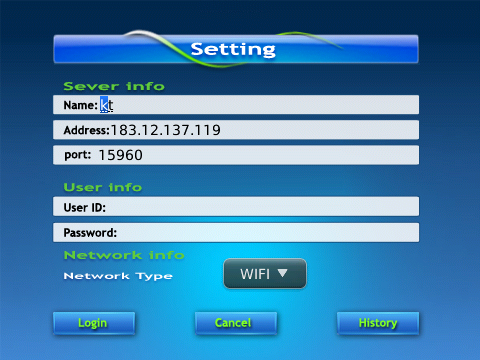 Setting
Sever info
Name: kt
Address: 183.12.137.119
port: 15960
User info
User ID:
Password:
Network info
Network Type WIFI ▼
Login Cancel History